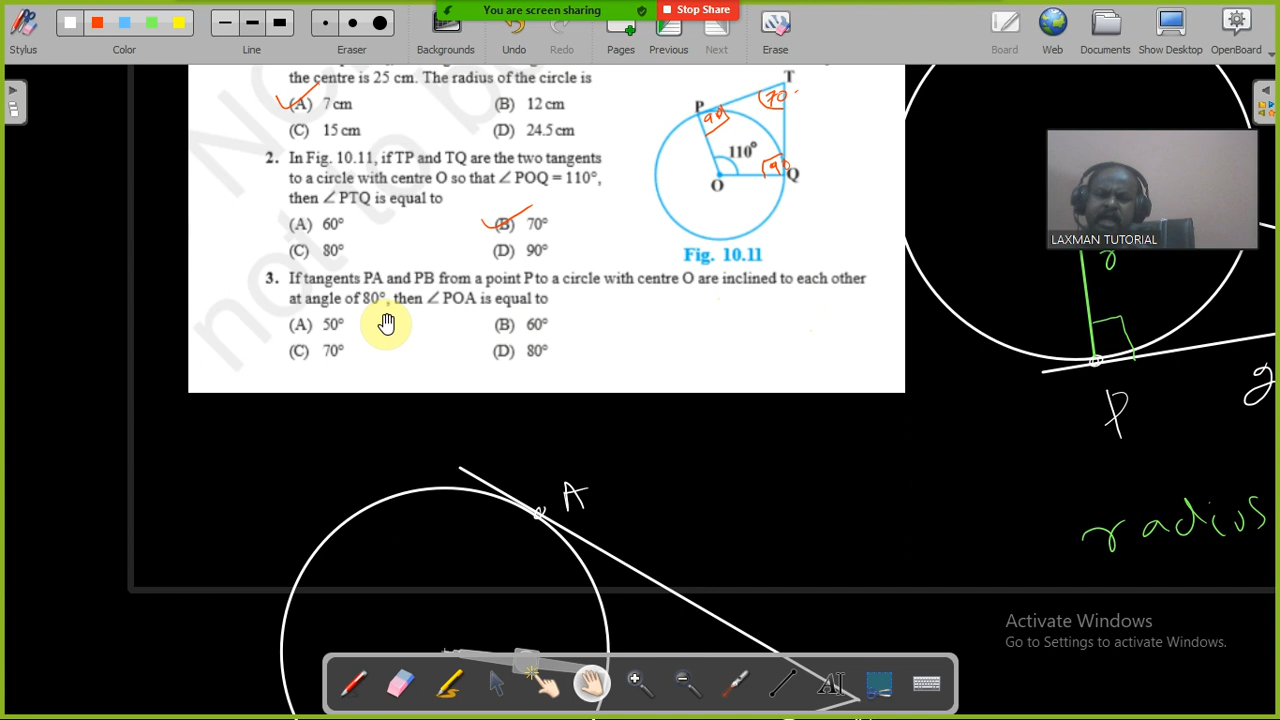 You are screen sharing
Stop Share
Stylus
Color
Line
Eraser
Backgrounds
Undo
Redo
Pages
Previous
Next
Erase
Board
Web
Documents
Show Desktop
OpenBoard
the centre is 25 cm. The radius of the circle is
(A) 7 cm
(B) 12 cm
(C) 15 cm
(D) 24.5 cm
2. In Fig. 10.11, if TP and TQ are the two tangents
to a circle with centre O so that ∠ POQ = 110°,
then ∠ PTQ is equal to
(A) 60°
(B) 70°
(C) 80°
(D) 90°
T
70
P
90
110°
90
O
Q
Fig. 10.11
3. If tangents PA and PB from a point P to a circle with centre O are inclined to each other
at angle of 80°, then ∠ POA is equal to
(A) 50°
(B) 60°
(C) 70°
(D) 80°
not to b
LAXMAN TUTORIAL
P
A
radius
Activate Windows
Go to Settings to activate Windows.
AI